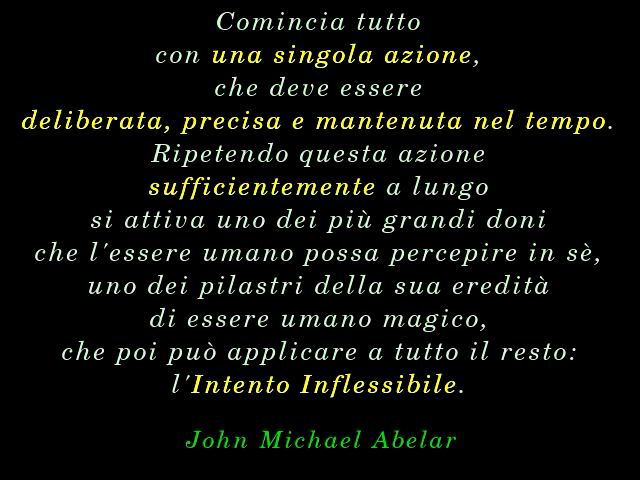 Comincia tutto
con una singola azione,
che deve essere
deliberata, precisa e mantenuta nel tempo.
Ripetendo questa azione
sufficientemente a lungo
si attiva uno dei più grandi doni
che l'essere umano possa percepire in sè,
uno dei pilastri della sua eredità
di essere umano magico,
che poi può applicare a tutto il resto:
l'Intento Inflessibile.
John Michael Abelar